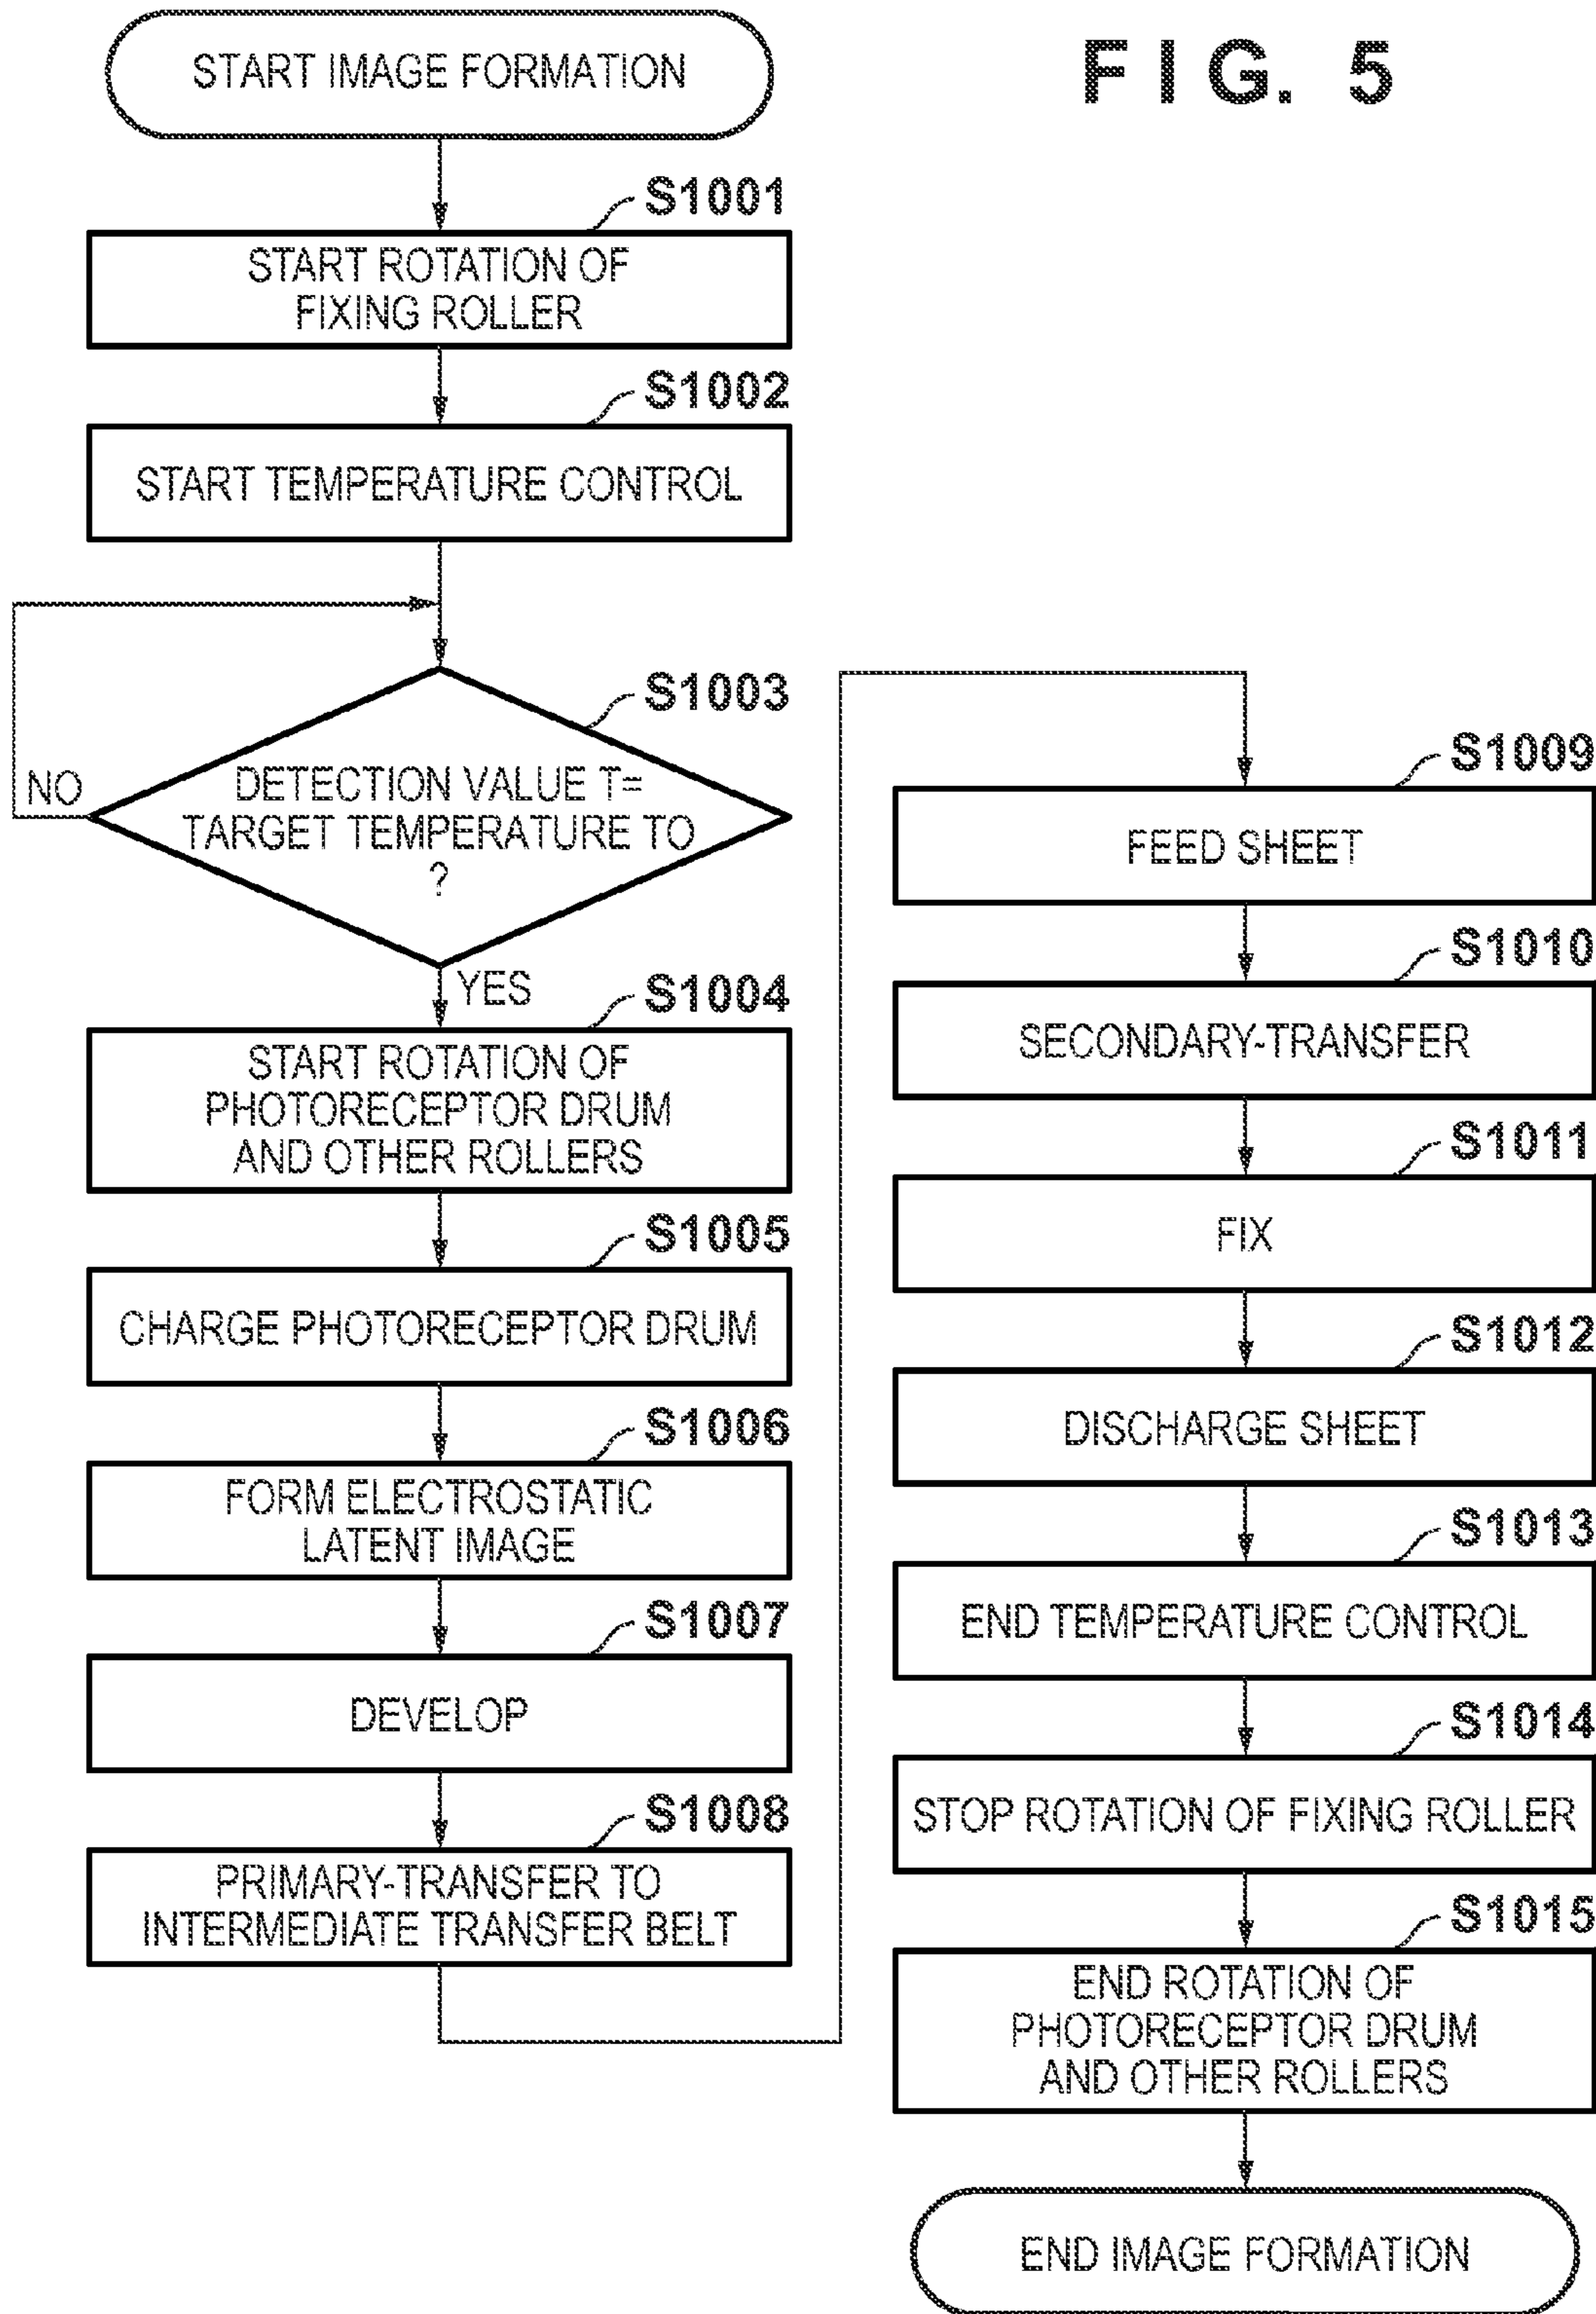 FIG. 5
START IMAGE FORMATION
S1001
START ROTATION OF
FIXING ROLLER
S1002
START TEMPERATURE CONTROL
S1003
DETECTION VALUE T=
TARGET TEMPERATURE TO
?
NO
YES
S1004
START ROTATION OF
PHOTORECEPTOR DRUM
AND OTHER ROLLERS
S1005
CHARGE PHOTORECEPTOR DRUM
S1006
FORM ELECTROSTATIC
LATENT IMAGE
S1007
DEVELOP
S1008
PRIMARY-TRANSFER TO
INTERMEDIATE TRANSFER BELT
S1009
FEED SHEET
S1010
SECONDARY-TRANSFER
S1011
FIX
S1012
DISCHARGE SHEET
S1013
END TEMPERATURE CONTROL
S1014
STOP ROTATION OF FIXING ROLLER
S1015
END ROTATION OF
PHOTORECEPTOR DRUM
AND OTHER ROLLERS
END IMAGE FORMATION